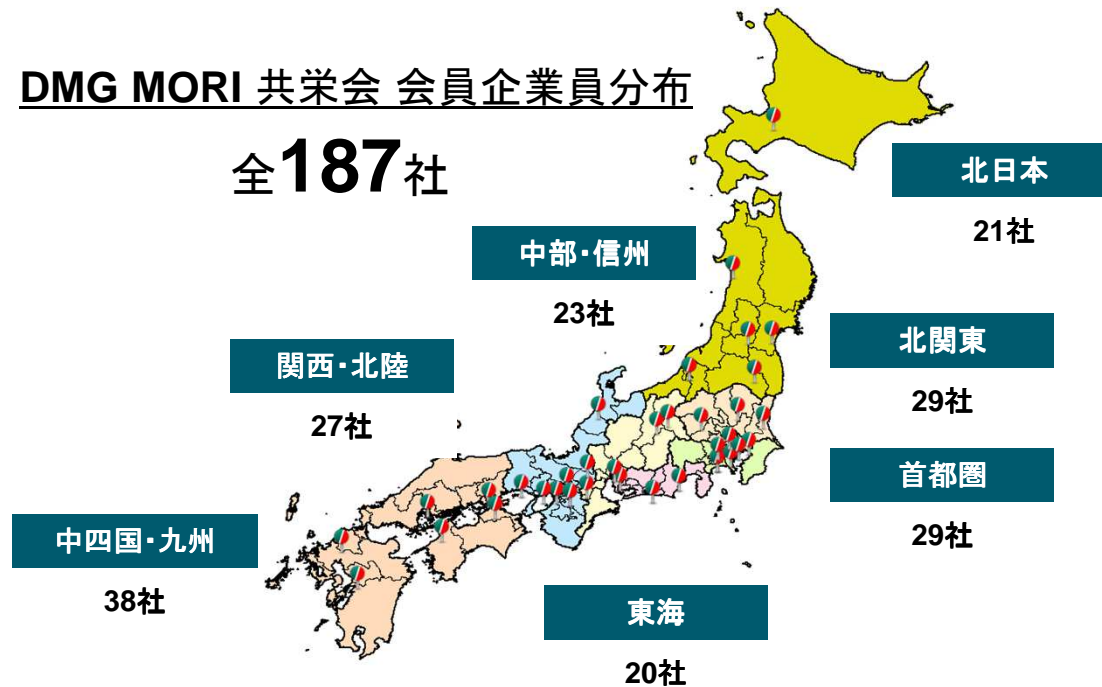 DMG MORI 共栄会 会員企業員分布
全187社
北日本
21社
中部・信州
23社
北関東
29社
関西・北陸
27社
首都圏
29社
中四国・九州
38社
東海
20社